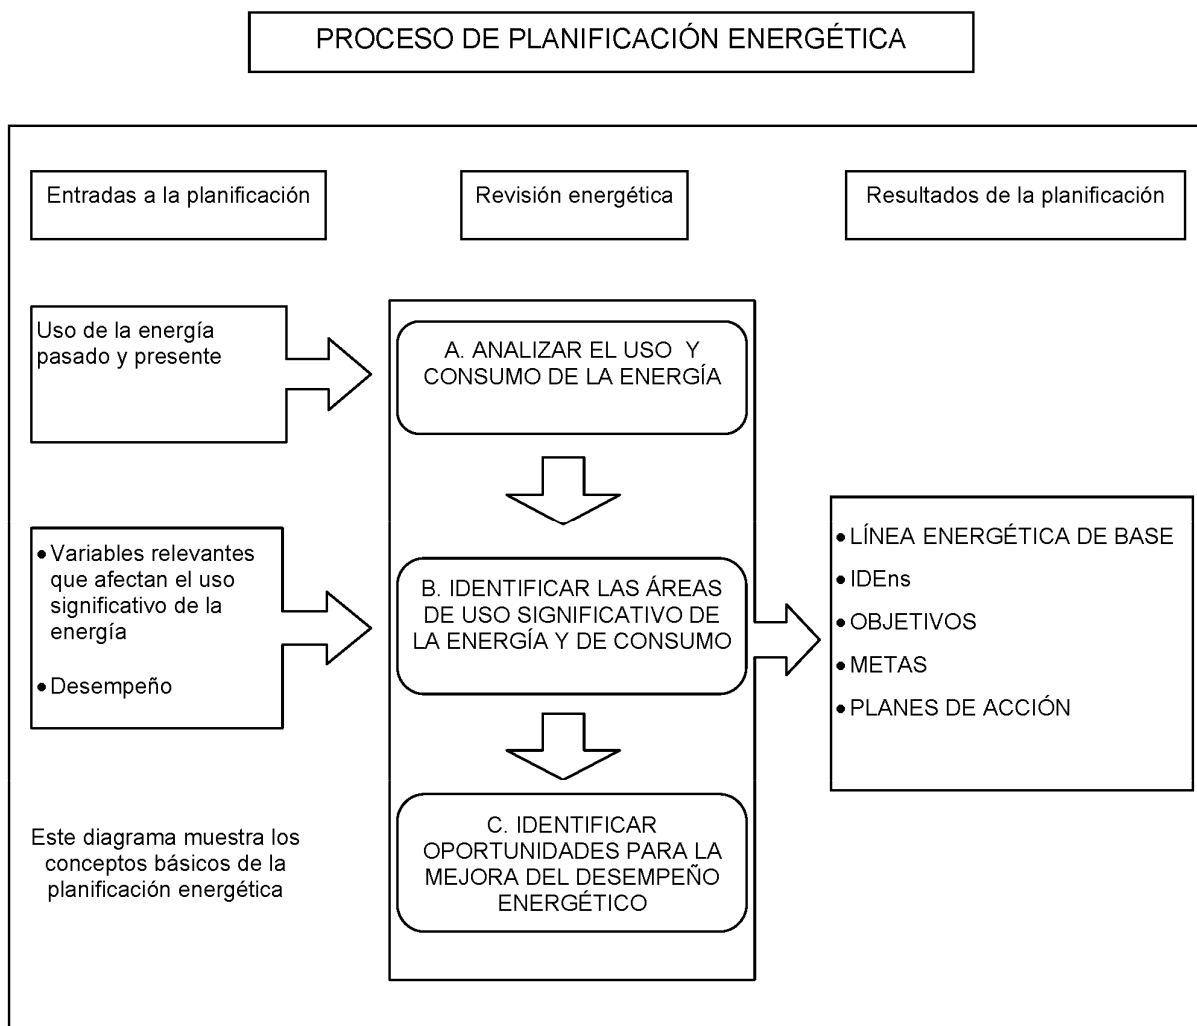 PROCESO DE PLANIFICACIÓN ENERGÉTICA
Entradas a la planificación
Revisión energética
Resultados de la planificación
Uso de la energía
pasado y presente
A. ANALIZAR EL USO Y
CONSUMO DE LA ENERGÍA
• Variables relevantes
que afectan el uso
significativo de la
energía
• Desempeño
B. IDENTIFICAR LAS ÁREAS
DE USO SIGNIFICATIVO DE
LA ENERGÍA Y DE CONSUMO
• LÍNEA ENERGÉTICA DE BASE
• IDEns
• OBJETIVOS
• METAS
• PLANES DE ACCIÓN
C. IDENTIFICAR
OPORTUNIDADES PARA LA
MEJORA DEL DESEMPEÑO
ENERGÉTICO
Este diagrama muestra los
conceptos básicos de la
planificación energética